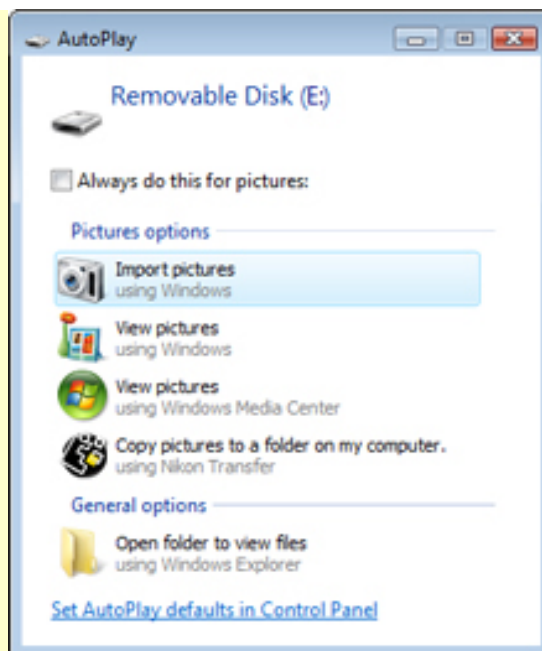 AutoPlay
Removable Disk (E:)
Always do this for pictures:
Pictures options
Import pictures
using Windows
View pictures
using Windows
View pictures
using Windows Media Center
Copy pictures to a folder on my computer.
using Nikon Transfer
General options
Open folder to view files
using Windows Explorer
Set AutoPlay defaults in Control Panel